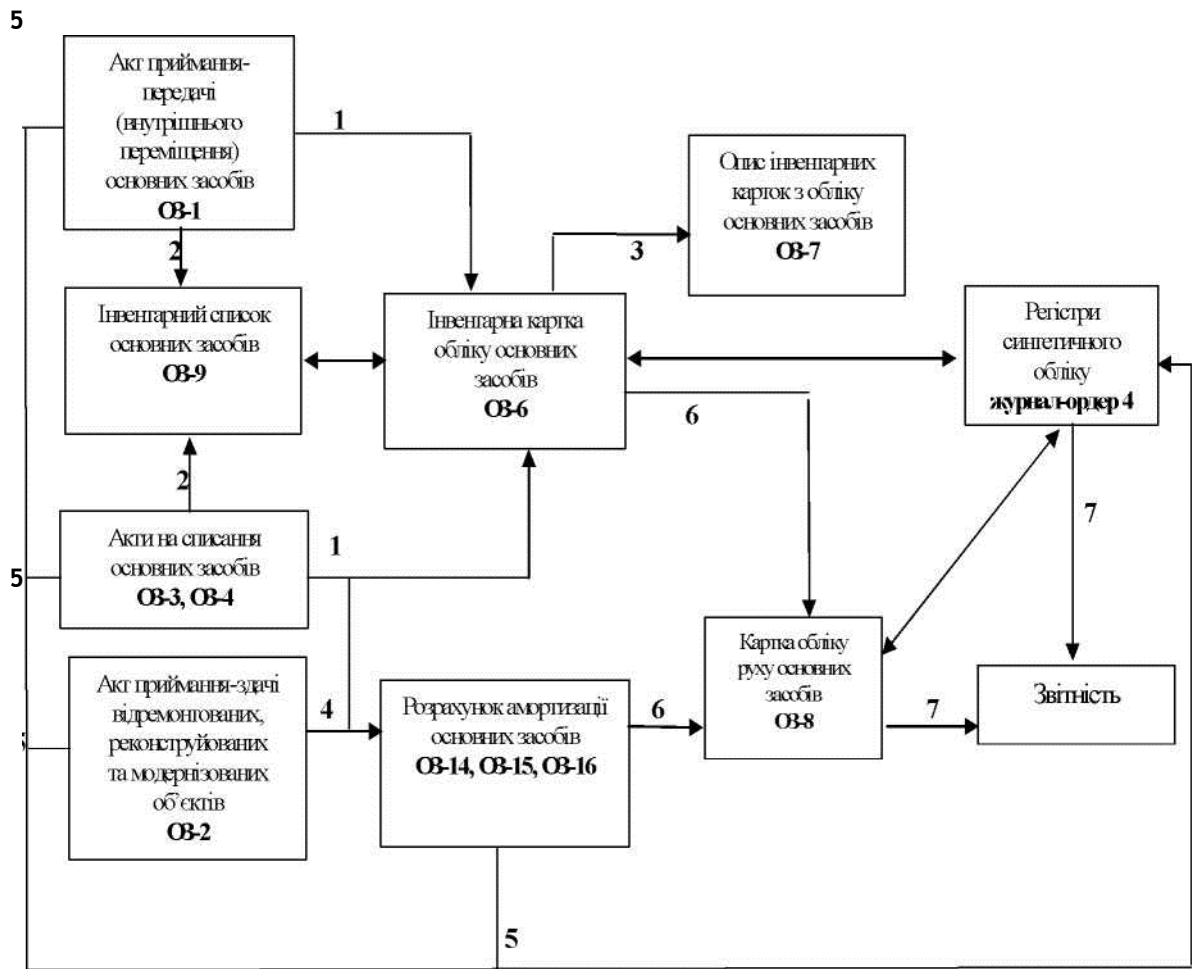 5
Акт приймання-
передачі
(внутрішнього
переміщення)
основних засобів
ОЗ-1
1
2
Опис інвентарних
карток з обліку
основних засобів
ОЗ-7
3
Інвентарний список
основних засобів
ОЗ-9
Інвентарна картка
обліку основних
засобів
ОЗ-6
Регістри
синтетичного
обліку
журнал-ордер 4
6
2
7
Акти на списання
основних засобів
ОЗ-3, ОЗ-4
1
5
Картка обліку
руху основних
засобів
ОЗ-8
Звітність
7
Акт приймання-здачі
відремонтованих,
реконструйованих
та модернізованих
об’єктів
ОЗ-2
4
Розрахунок амортизації
основних засобів
ОЗ-14, ОЗ-15, ОЗ-16
6
5